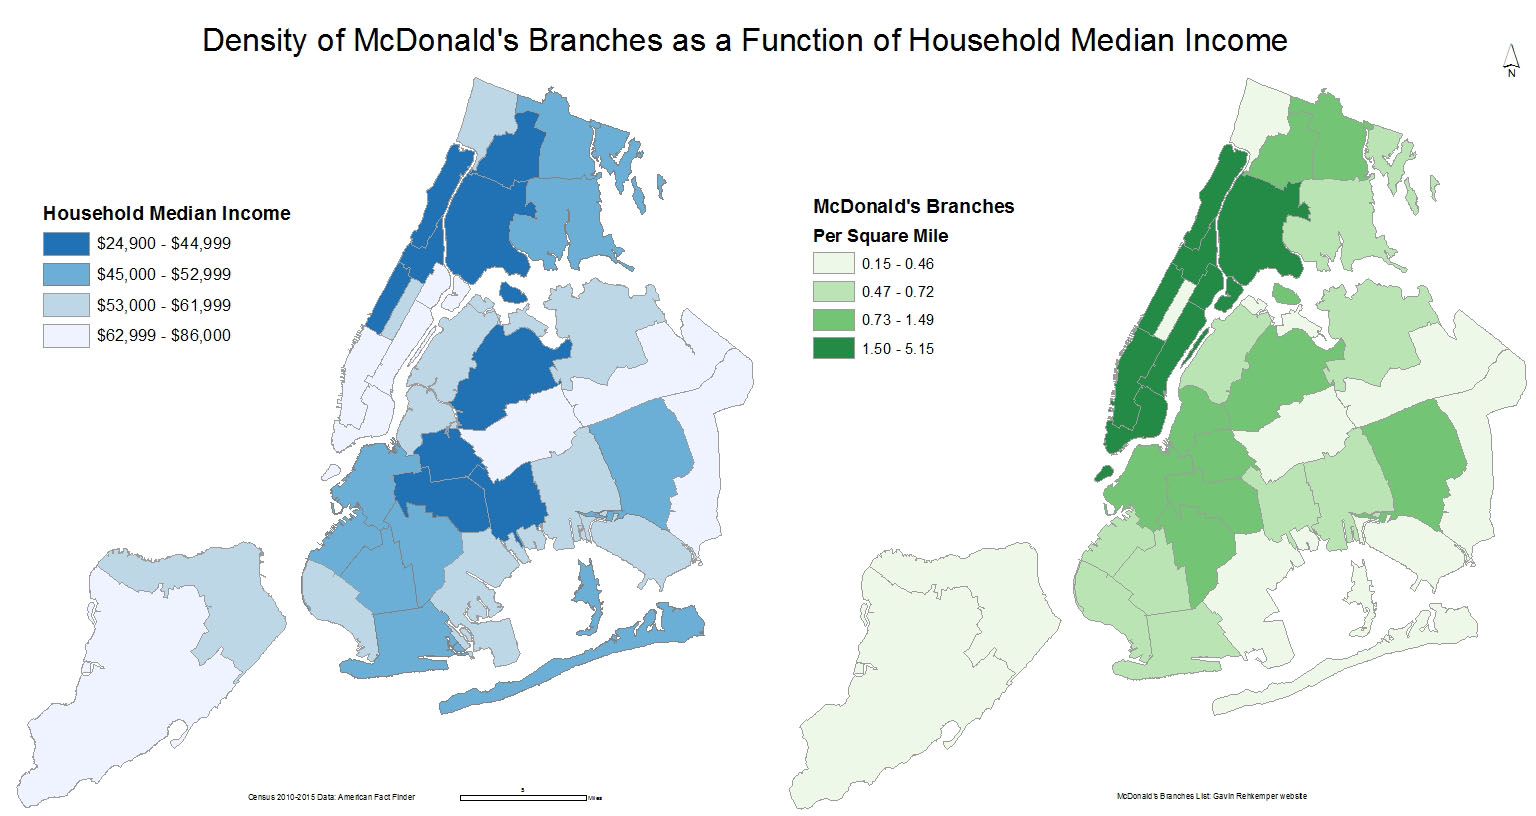 Density of McDonald's Branches as a Function of Household Median Income
N
Household Median Income
$24,900 - $44,999
$45,000 - $52,999
$53,000 - $61,999
$62,999 - $86,000
McDonald's Branches
Per Square Mile
0.15 - 0.46
0.47 - 0.72
0.73 - 1.49
1.50 - 5.15
Census 2010-2015 Data: American Fact Finder
5
Miles
McDonald's Branches List: Gavin Rehkemper website